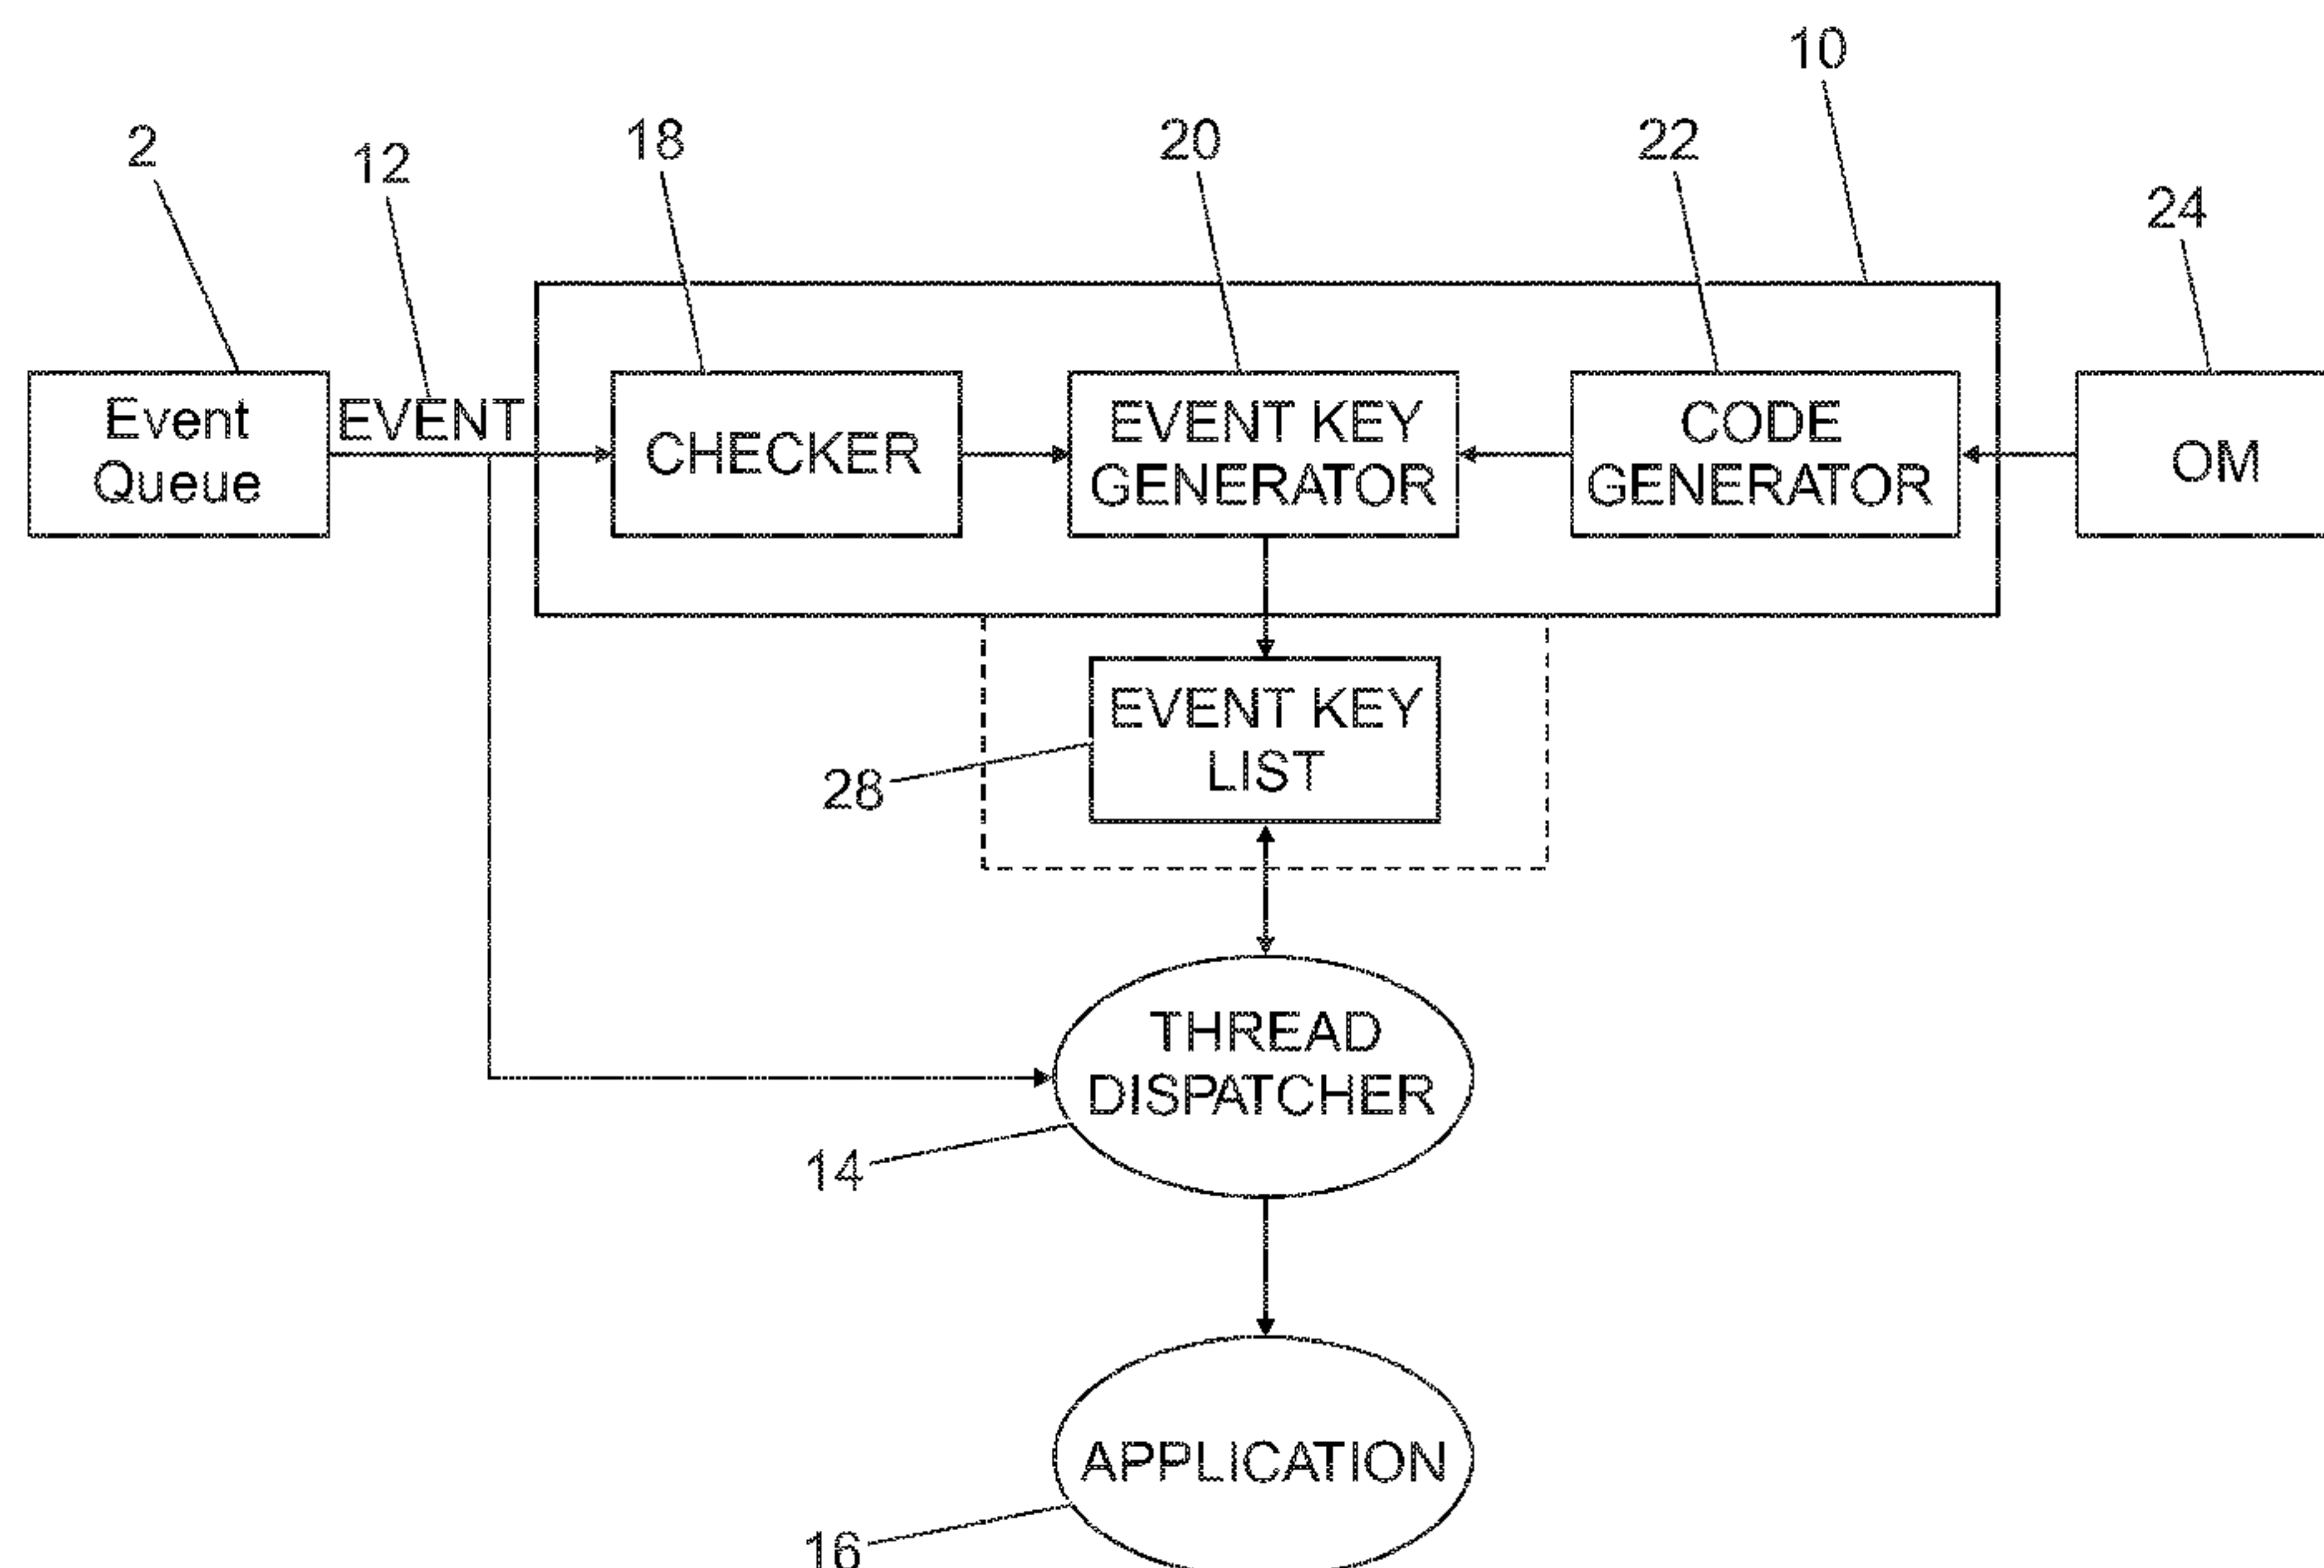 10
2
12
18
20
22
24
Event
Queue
EVENT
CHECKER
EVENT KEY
GENERATOR
CODE
GENERATOR
OM
EVENT KEY
LIST
28
THREAD
DISPATCHER
14
APPLICATION
16